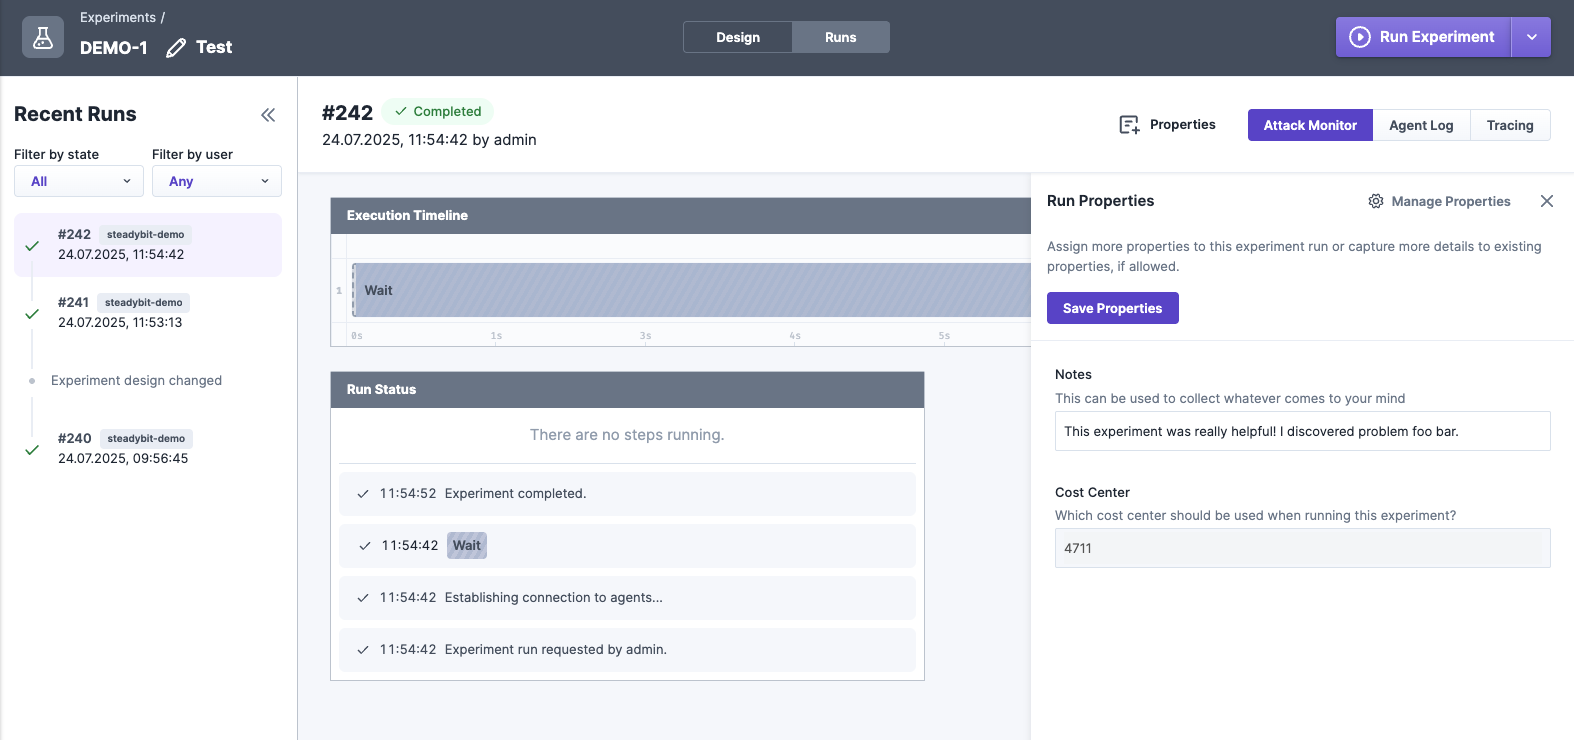 Experiments /
DEMO-1 Test
Design
Runs
Run Experiment
Recent Runs
Filter by state
Filter by user
All
Any
#242 steadybit-demo
24.07.2025, 11:54:42
#241 steadybit-demo
24.07.2025, 11:53:13
Experiment design changed
#240 steadybit-demo
24.07.2025, 09:56:45
#242 Completed
24.07.2025, 11:54:42 by admin
Properties
Attack Monitor
Agent Log
Tracing
Execution Timeline
1
Wait
0s 1s 3s 4s 5s
Run Status
There are no steps running.
11:54:52 Experiment completed.
11:54:42 Wait
11:54:42 Establishing connection to agents...
11:54:42 Experiment run requested by admin.
Run Properties
Manage Properties
Assign more properties to this experiment run or capture more details to existing
properties, if allowed.
Save Properties
Notes
This can be used to collect whatever comes to your mind
This experiment was really helpful! I discovered problem foo bar.
Cost Center
Which cost center should be used when running this experiment?
4711